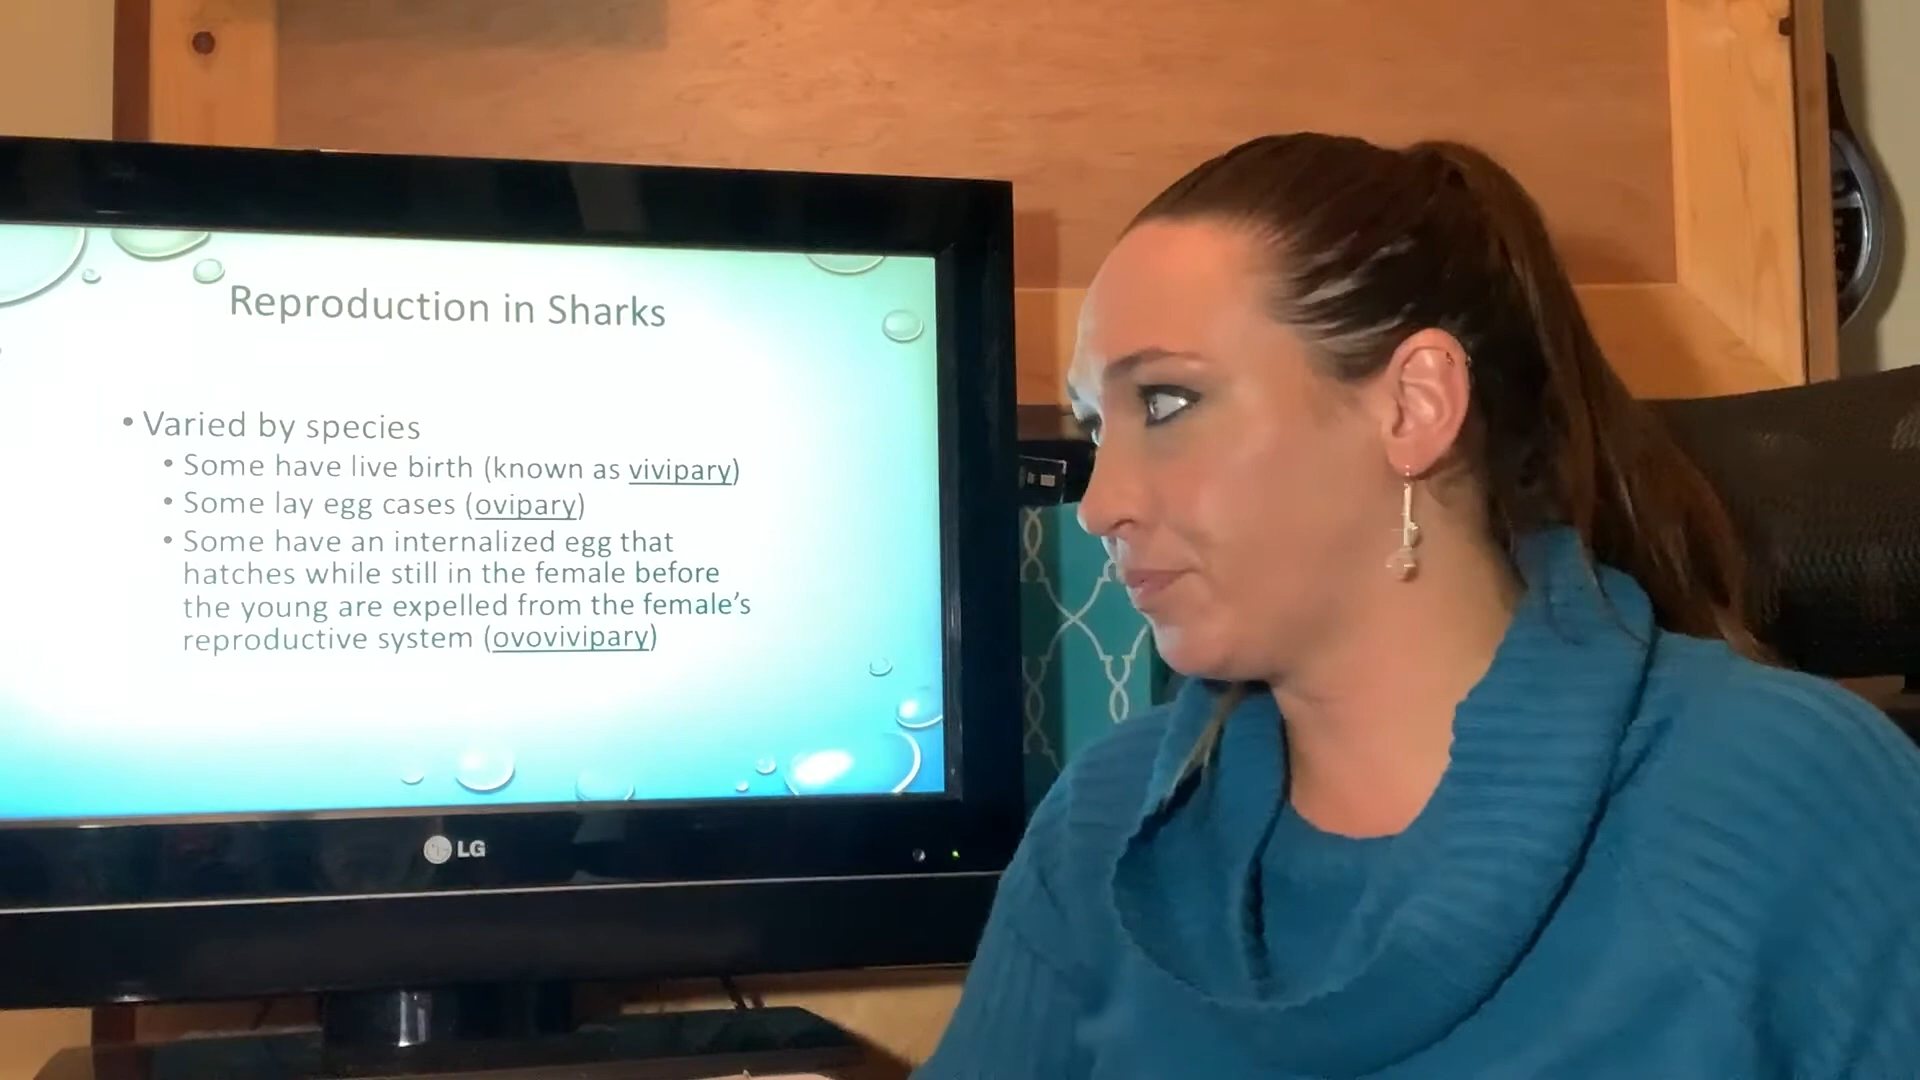 Reproduction in Sharks
• Varied by species
• Some have live birth (known as vivipary)
• Some lay egg cases (ovipary)
• Some have an internalized egg that
hatches while still in the female before
the young are expelled from the female's
reproductive system (ovovivipary)
LG